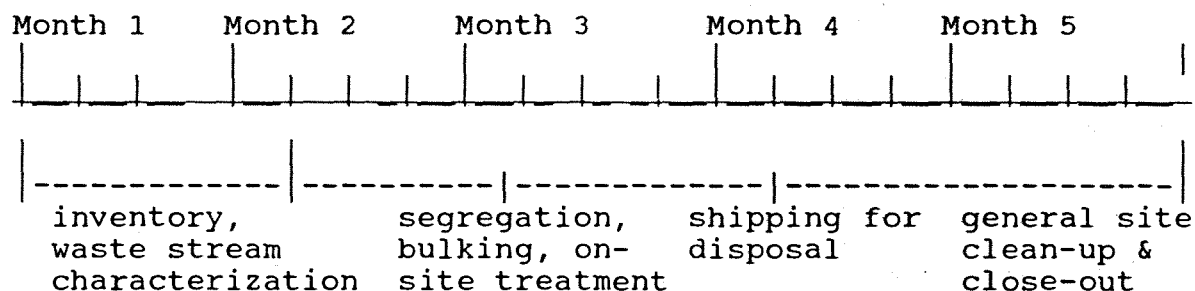 Month 1 Month 2 Month 3 Month 4 Month 5
inventory, segregation, shipping for general site
waste stream bulking, on- disposal clean-up &
characterization site treatment close-out